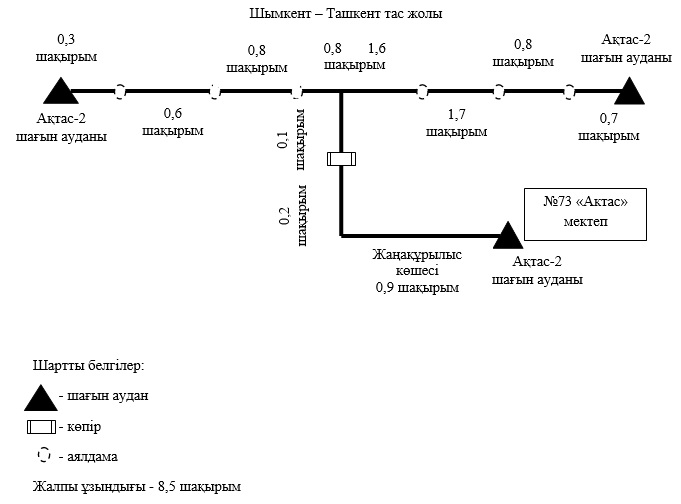 Шымкент – Ташкент тас жолы
0,3
шақырым
0,8
шақырым
0,8 1,6
шақырым
0,8
шақырым
Ақтас-2
шағын ауданы
Ақтас-2
шағын ауданы
0,6
шақырым
0,1
шақырым
1,7
шақырым
0,7
шақырым
0,2
шақырым
№73 «Актас»
мектеп
Жаңақұрылыс
көшесі
0,9 шақырым
Ақтас-2
шағын ауданы
Шартты белгілер:
- шағын аудан
- көпір
- аялдама
Жалпы ұзындығы - 8,5 шақырым